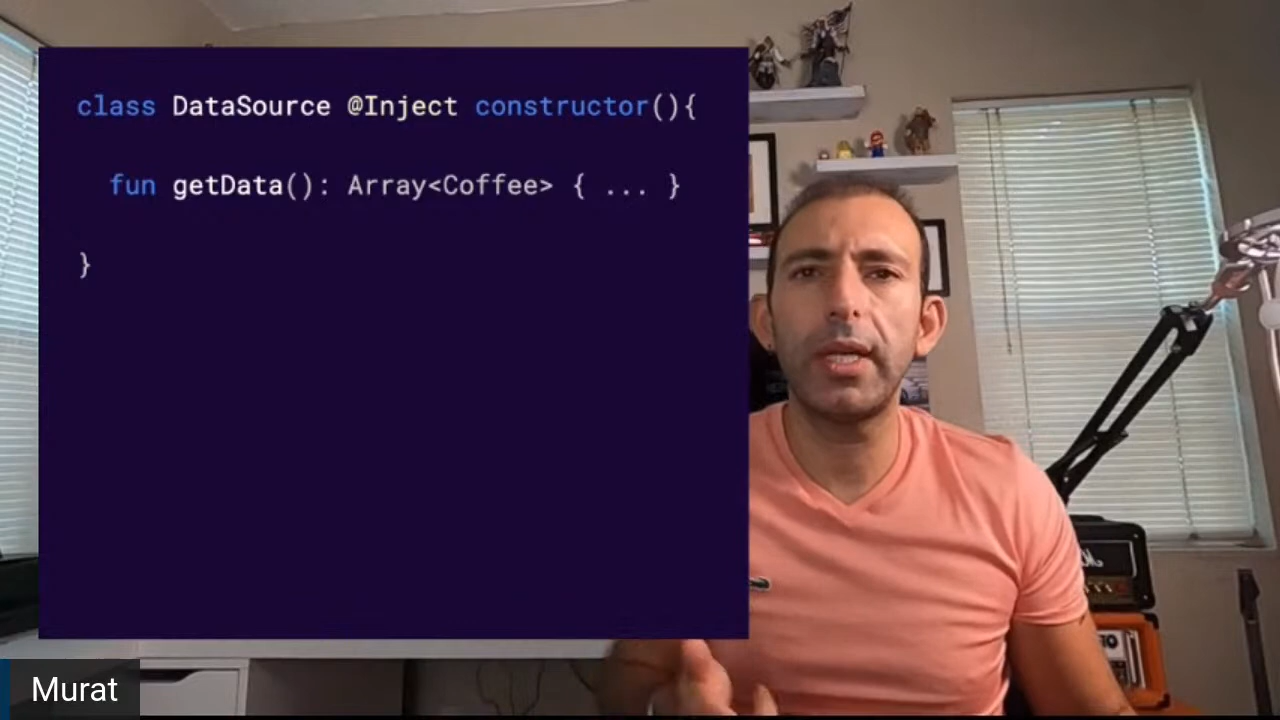 class DataSource @Inject constructor(){
fun getData(): Array<Coffee> { ... }
}
Murat